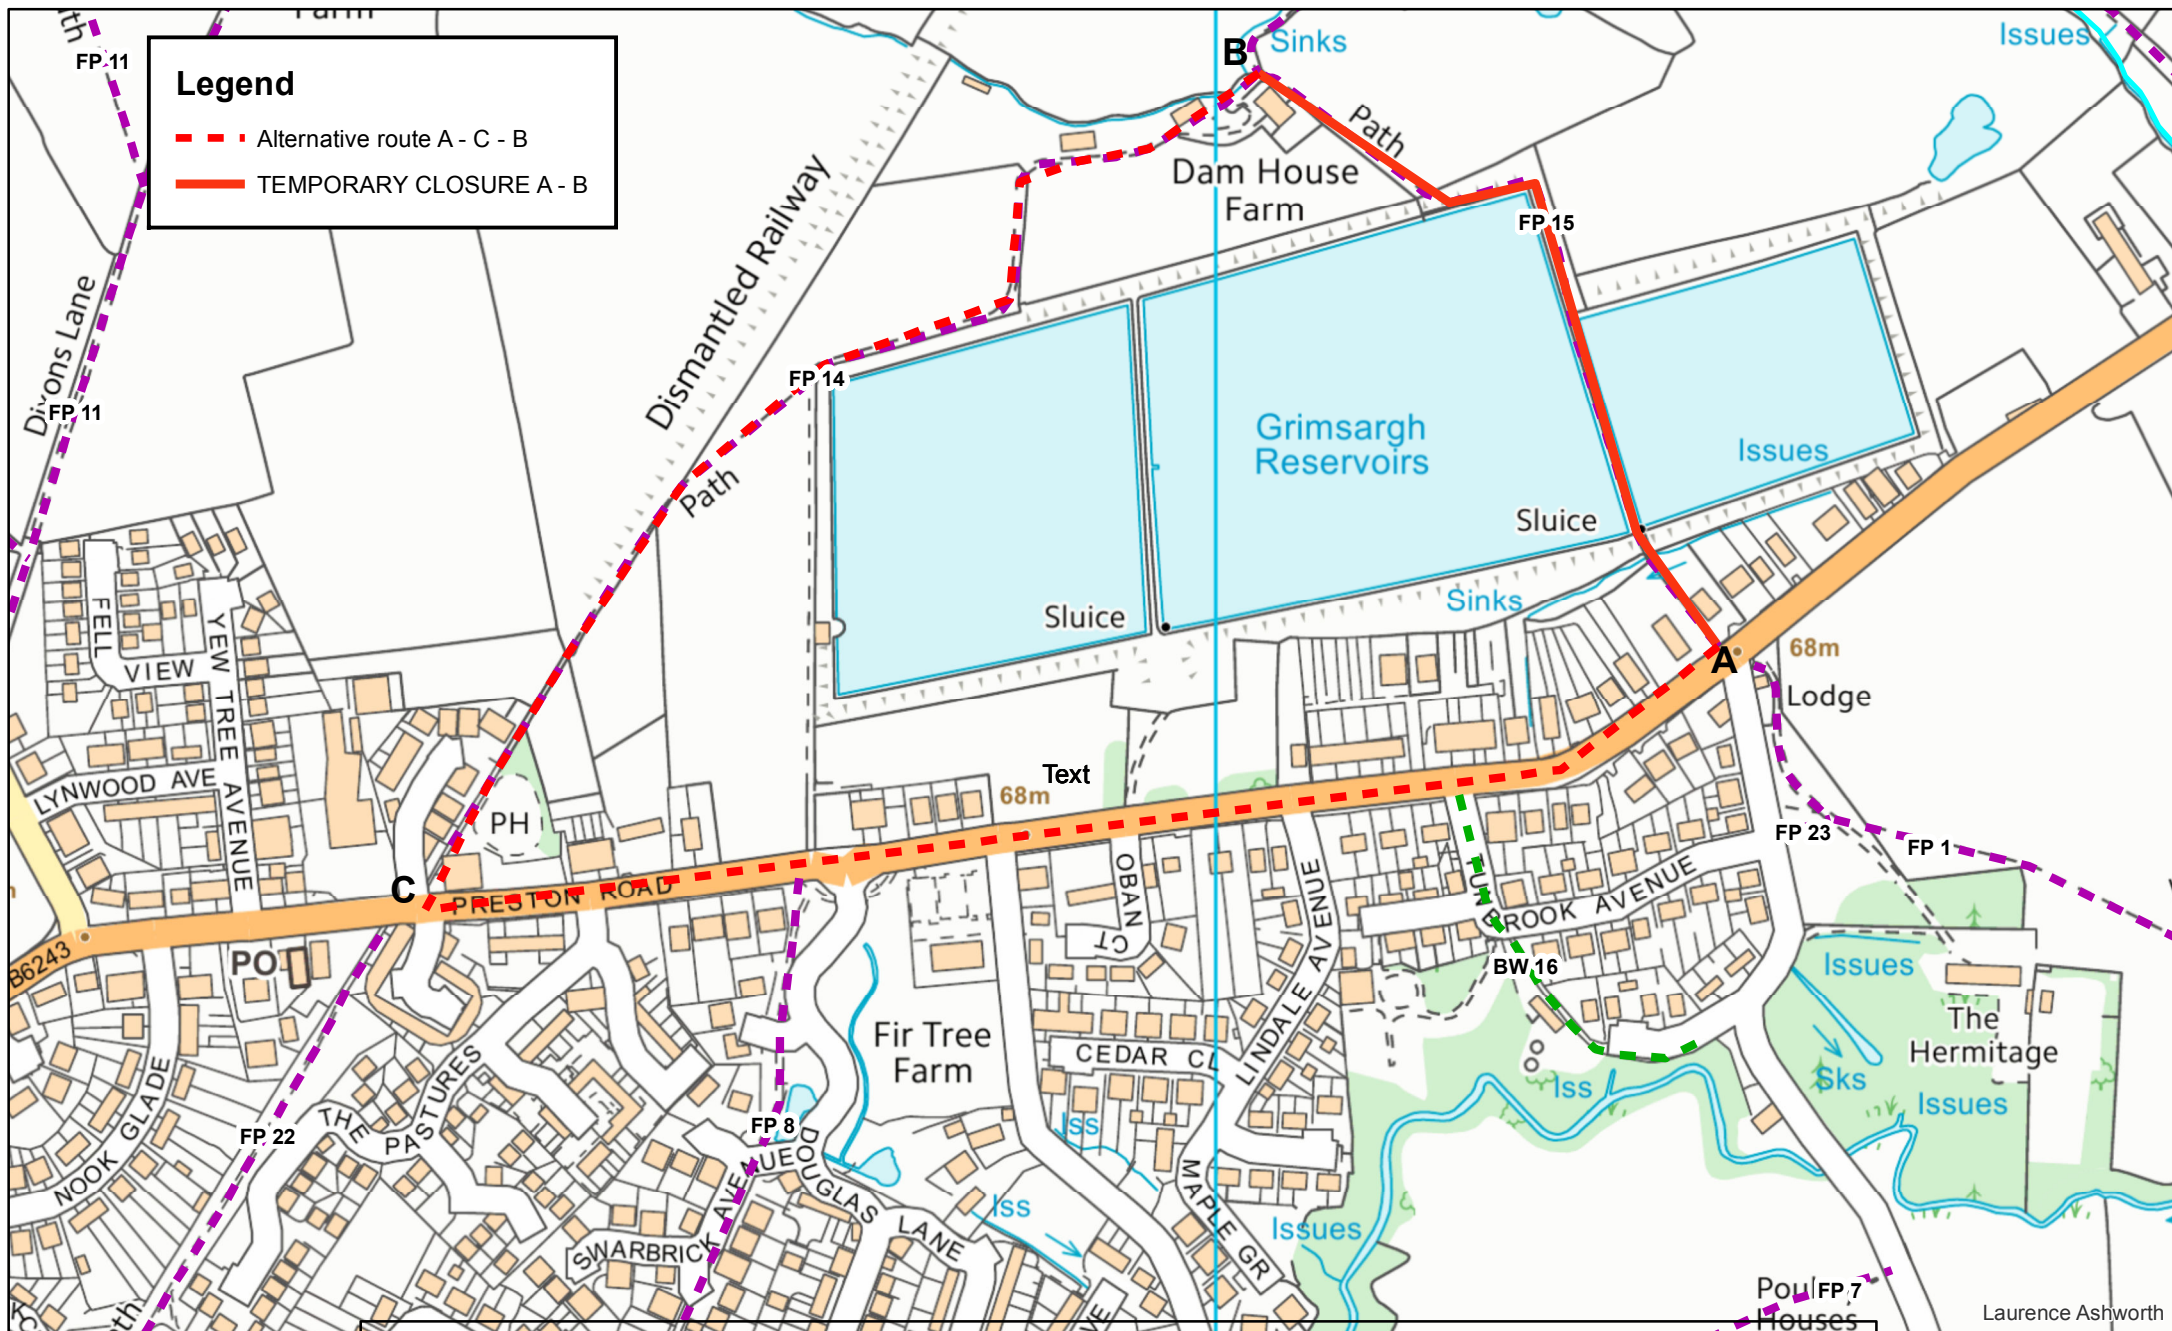 Farm
FP 11
Legend
Alternative route A - C - B
TEMPORARY CLOSURE A - B
B
Sinks
Issues
Path
Dam House
Farm
FP 15
Dismantled Railway
Dixons Lane
FP 11
FP 14
Path
Grimsargh
Reservoirs
Issues
Sluice
Sinks
Sluice
A
68m
Lodge
FELL
VIEW
YEW TREE AVENUE
LYNWOOD AVE
PH
Text
68m
C
PRESTON ROAD
B6243
PO
OBAN
CT
LINDALE AVENUE
BROOK AVENUE
FP 23
FP 1
BW 16
Fir Tree
Farm
CEDAR CL
Issues
The
Hermitage
Sks
Issues
Iss
NOOK GLADE
THE PASTURES
FP 22
FP 8
Iss
DOUGLAS LANE
SWARBRICK AVENUE
Iss
MAPLE GR
Issues
FP 7
Houses
Laurence Ashworth